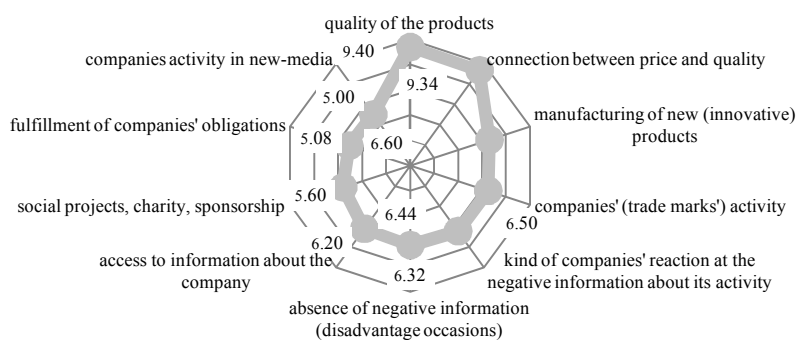 quality of the products
9.40
companies activity in new-media
connection between price and quality
9.34
5.00
manufacturing of new (innovative)
products
fulfillment of companies' obligations
5.08
6.60
5.60
social projects, charity, sponsorship
companies' (trade marks') activity
6.44
6.50
6.20
access to information about the
company
kind of companies' reaction at the
negative information about its activity
6.32
absence of negative information
(disadvantage occasions)